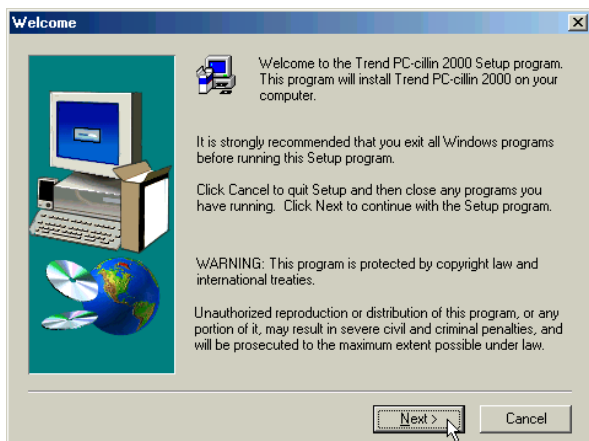 Welcome
Welcome to the Trend PC-cillin 2000 Setup program.
This program will install Trend PC-cillin 2000 on your
computer.
It is strongly recommended that you exit all Windows programs
before running this Setup program.
Click Cancel to quit Setup and then close any programs you
have running. Click Next to continue with the Setup program.
WARNING: This program is protected by copyright law and
international treaties.
Unauthorized reproduction or distribution of this program, or any
portion of it, may result in severe civil and criminal penalties, and
will be prosecuted to the maximum extent possible under law.
Next >
Cancel